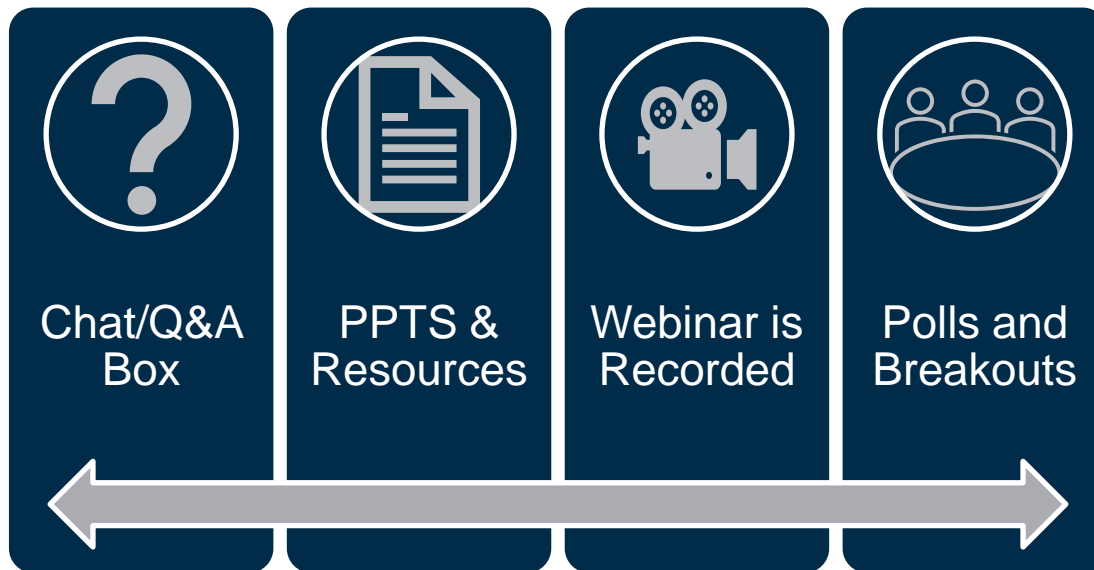 Chat/Q&A
Box
PPTS &
Resources
Webinar is
Recorded
Polls and
Breakouts